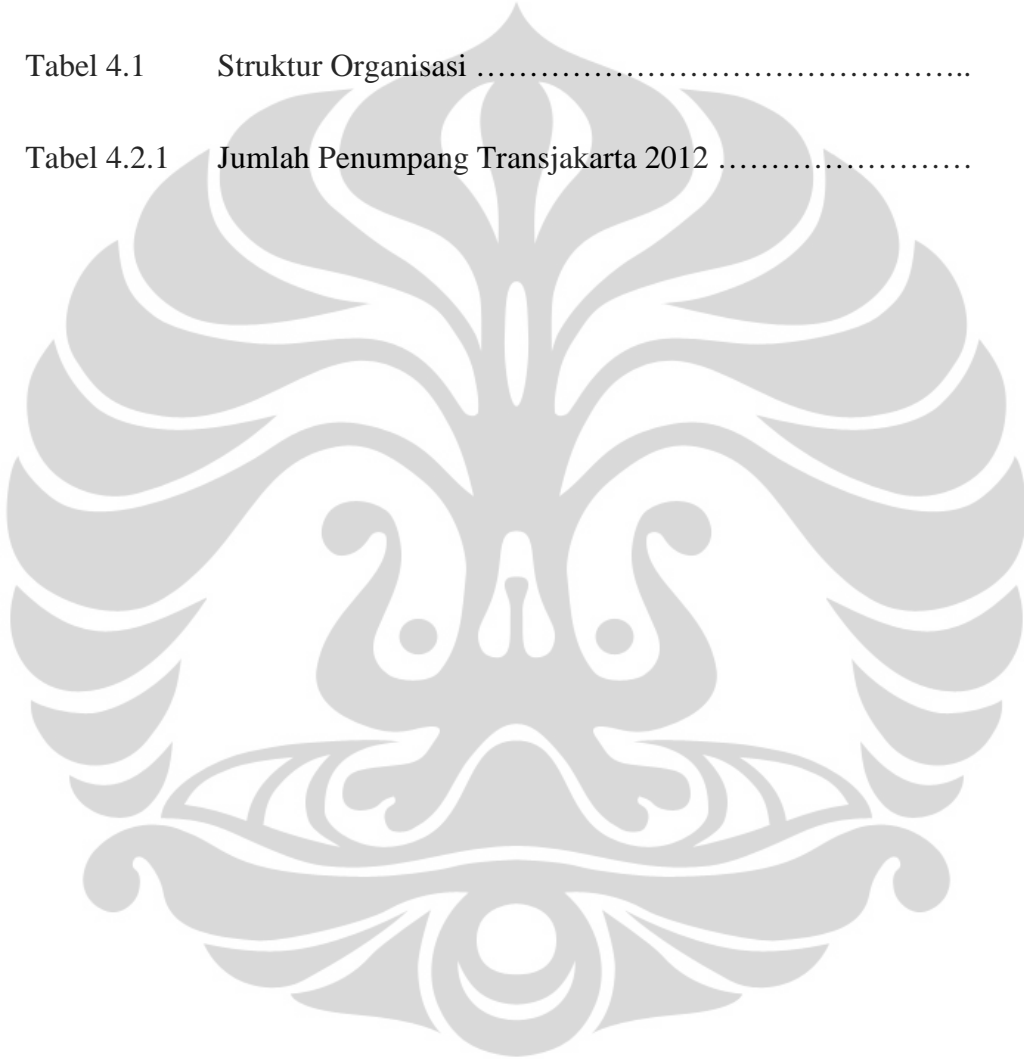 Tabel 4.1 Struktur Organisasi ………………………………………………..
Tabel 4.2.1 Jumlah Penumpang Transjakarta 2012 ……………………….